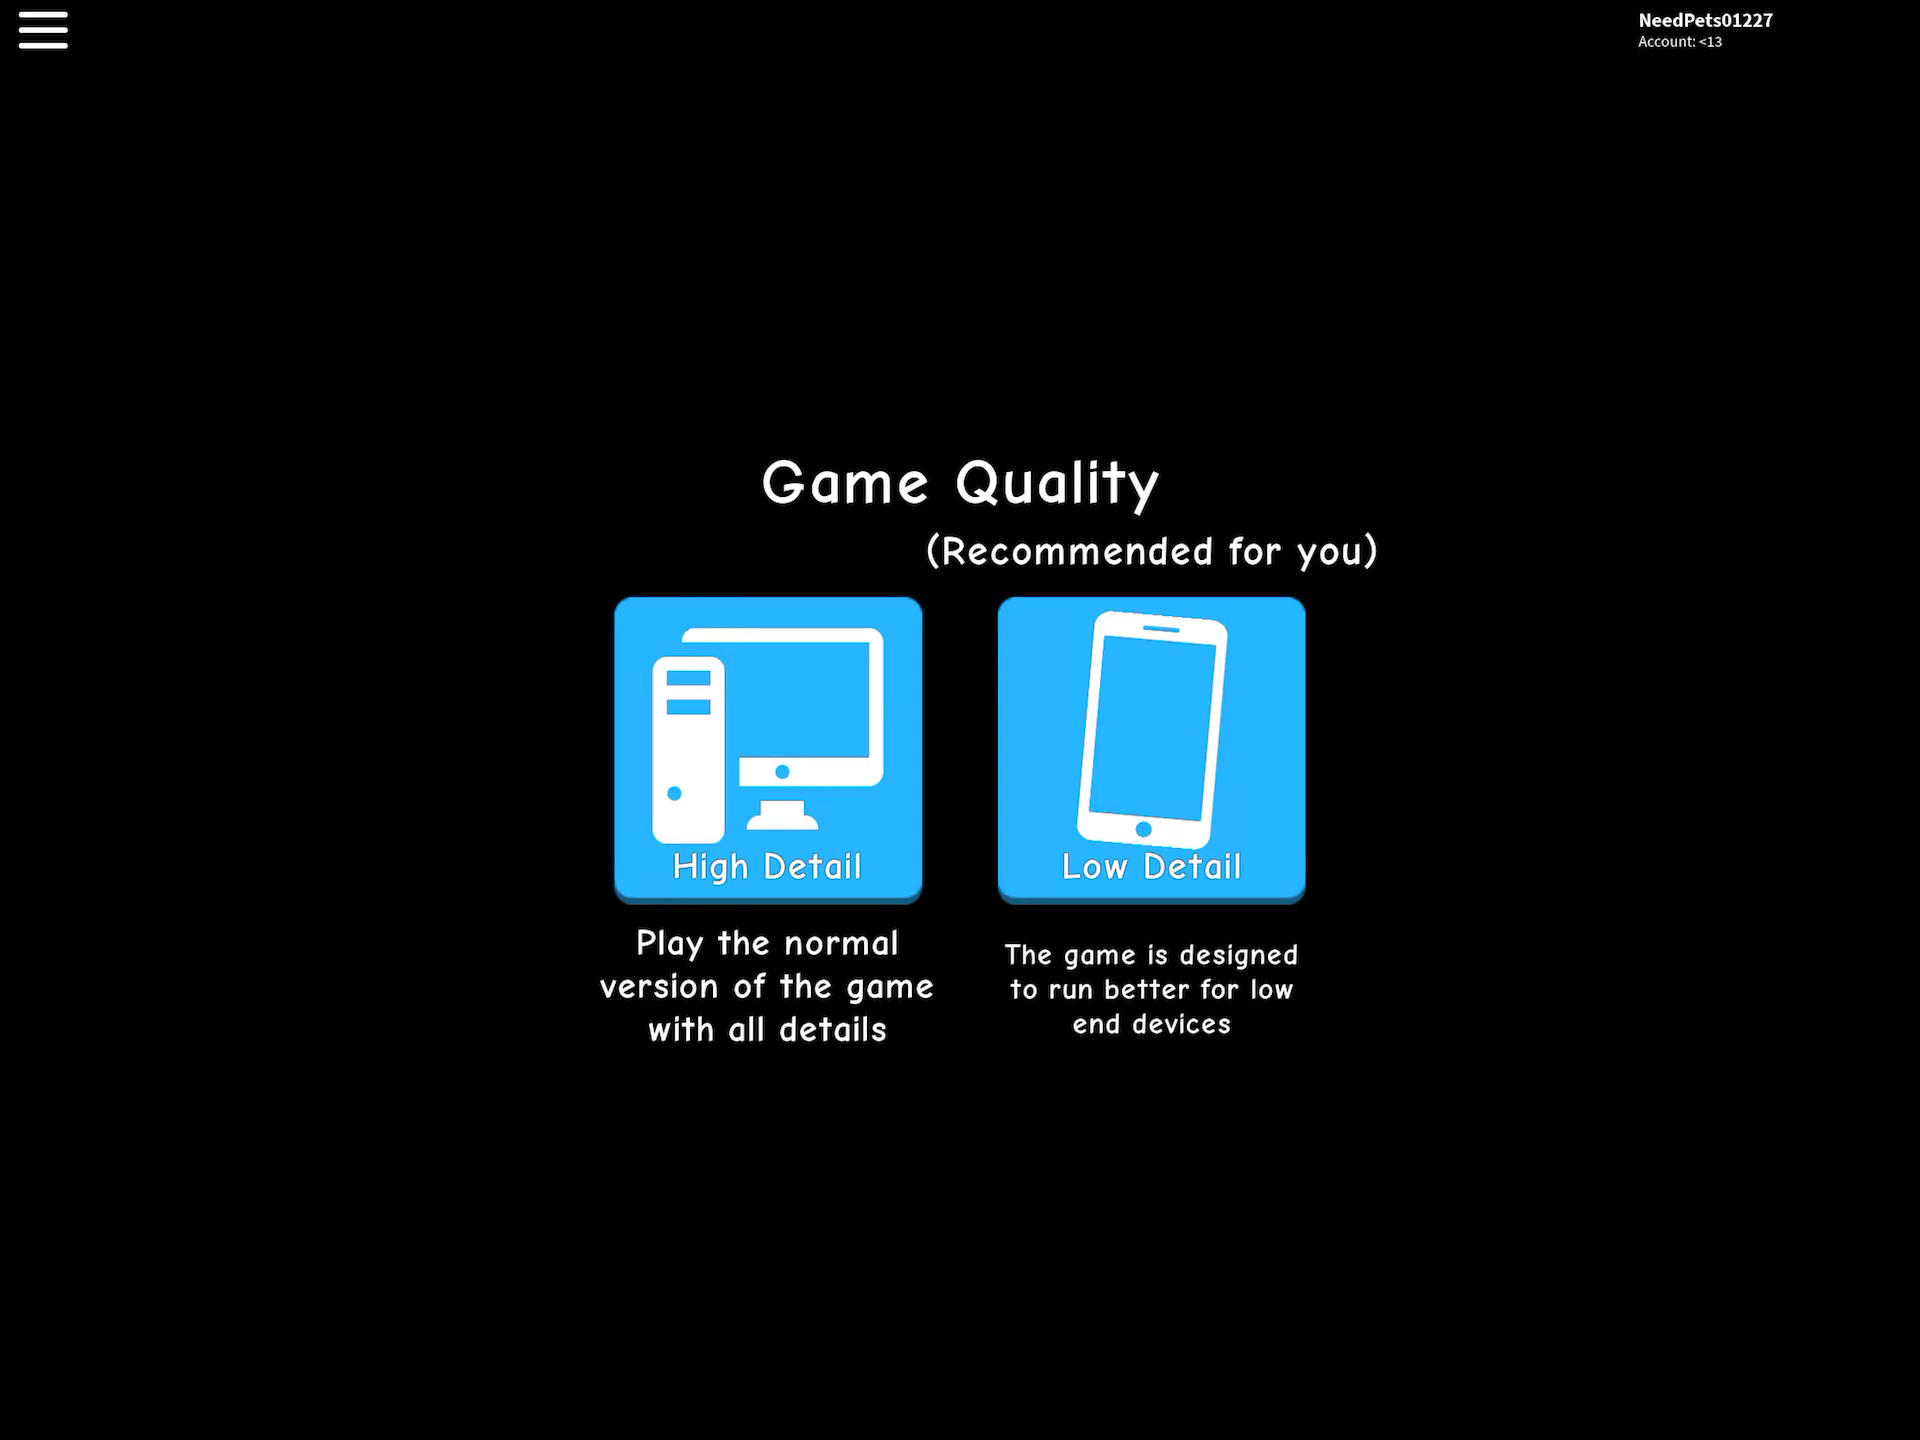 NeedPets01227
Account: <13
Game Quality
(Recommended for you)
High Detail
Low Detail
Play the normal
version of the game
with all details
The game is designed
to run better for low
end devices